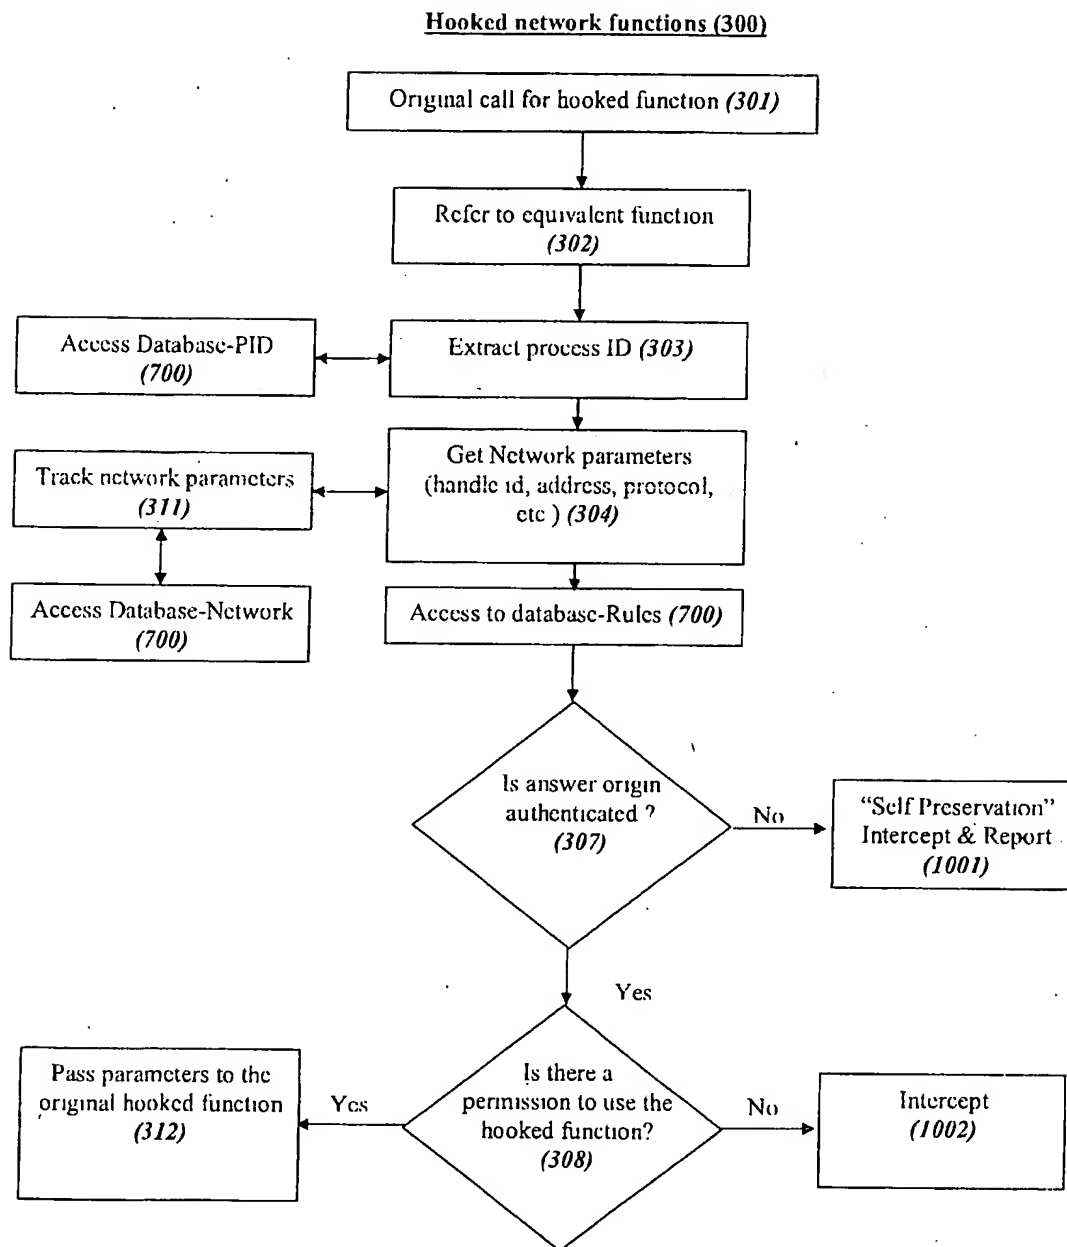 Hooked network functions (300)
Original call for hooked function (301)
Refer to equivalent function
(302)
Access Database-PID
(700)
Extract process ID (303)
Track network parameters
(311)
Get Network parameters
(handle id, address, protocol,
etc ) (304)
Access Database-Network
(700)
Access to database-Rules (700)
Is answer origin
authenticated ?
(307)
No
"Self Preservation"
Intercept & Report
(1001)
Yes
Pass parameters to the
original hooked function
(312)
Yes
Is there a
permission to use the
hooked function?
(308)
No
Intercept
(1002)